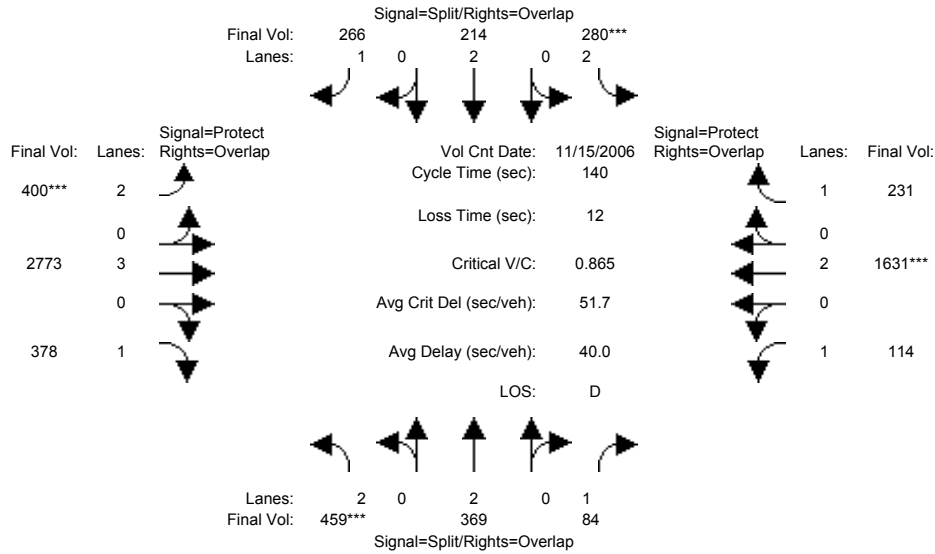 Signal=Split/Rights=Overlap
Final Vol: 266 214 280***
Lanes: 1 0 2 0 2
Signal=Protect
Final Vol: Lanes: Rights=Overlap
Vol Cnt Date: 11/15/2006
Signal=Protect
Rights=Overlap Lanes: Final Vol:
400*** 2
Cycle Time (sec): 140
1 231
0
Loss Time (sec): 12
0
2773 3
Critical V/C: 0.865
2 1631***
0
Avg Crit Del (sec/veh): 51.7
0
378 1
Avg Delay (sec/veh): 40.0
1 114
LOS: D
Lanes: 2 0 2 0 1
Final Vol: 459*** 369 84
Signal=Split/Rights=Overlap